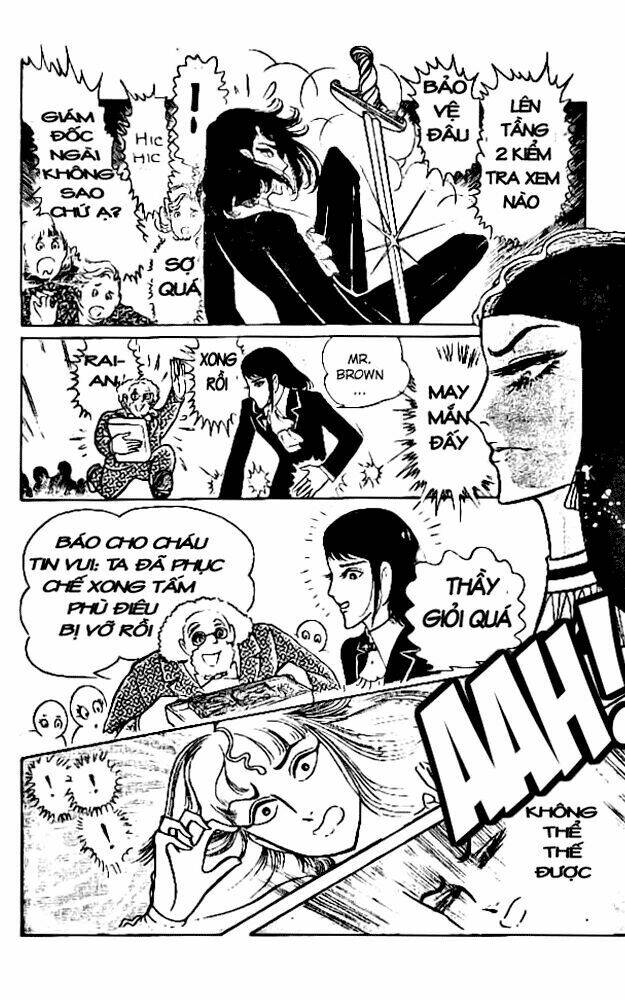 GIÁM
ĐỐC
NGÀI
KHÔNG
SAO
CHỨ Ạ?
HIC
HIC
!
SỢ
QUÁ
BẢO
VỆ
ĐÂU
LÊN
TẦNG
2 KIỂM
TRA XEM
NÀO
RAI-
AN
XONG
RỒI
MR.
BROWN
...
MAY
MẮN
ĐẤY
BÁO CHO CHÁU
TIN VUI: TA ĐÃ PHỤC
CHẾ XONG TẤM
PHÙ ĐIÊU
BỊ VỠ RỒI
THẦY
GIỎI QUÁ
AAH!
!
!
!
KHÔNG
THỂ
THẾ
ĐƯỢC